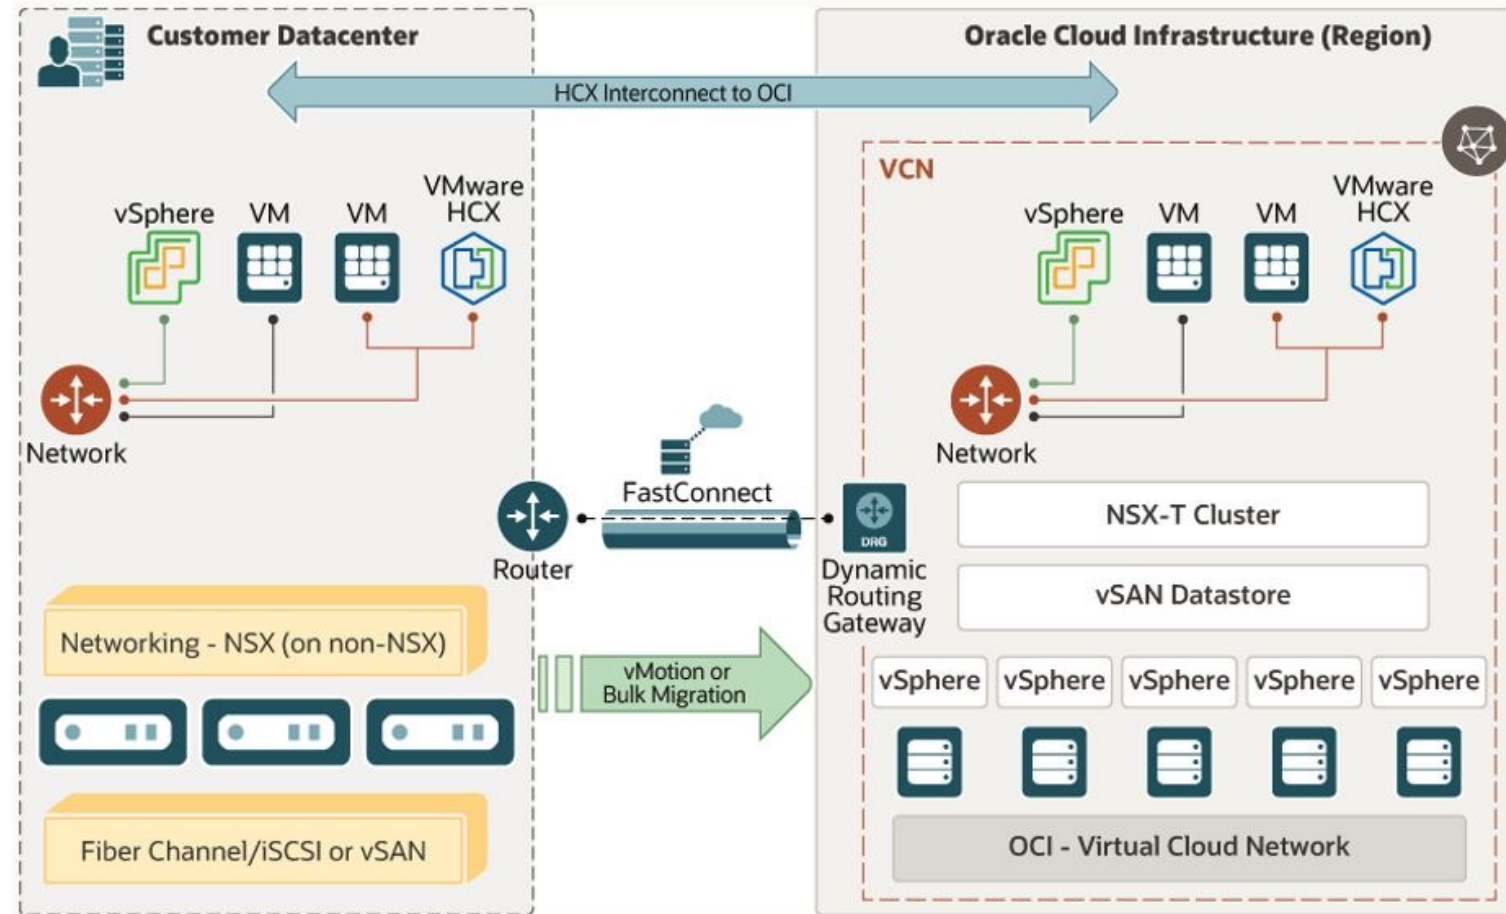 Customer Datacenter
Oracle Cloud Infrastructure (Region)
HCX Interconnect to OCI
VCN
vSphere
VM
VM
VMware
HCX
Network
vSphere
VM
VM
VMware
HCX
Network
FastConnect
Router
DRG
Dynamic
Routing
Gateway
NSX-T Cluster
vSAN Datastore
Networking - NSX (on non-NSX)
vMotion or
Bulk Migration
vSphere
vSphere
vSphere
vSphere
vSphere
Fiber Channel/iSCSI or vSAN
OCI - Virtual Cloud Network